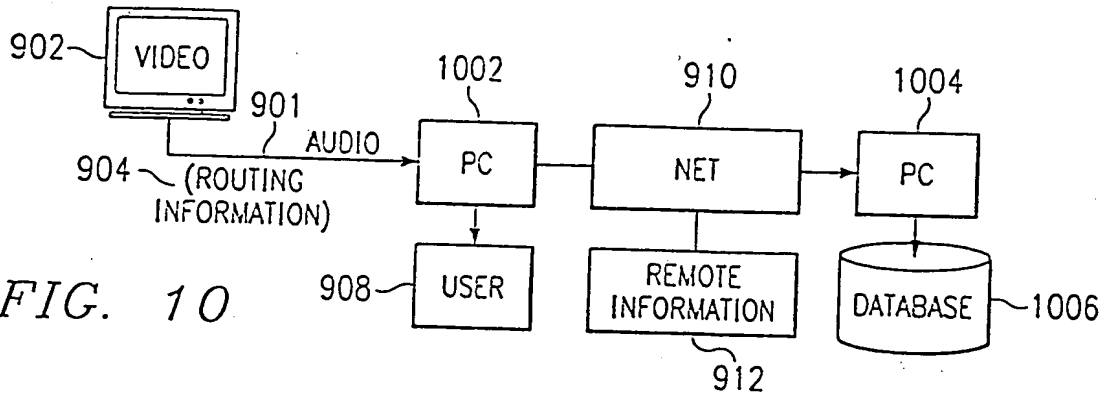 902
VIDEO
901
AUDIO
904
(ROUTING
INFORMATION)
1002
PC
910
NET
1004
PC
908
USER
REMOTE
INFORMATION
912
DATABASE
1006
FIG. 10